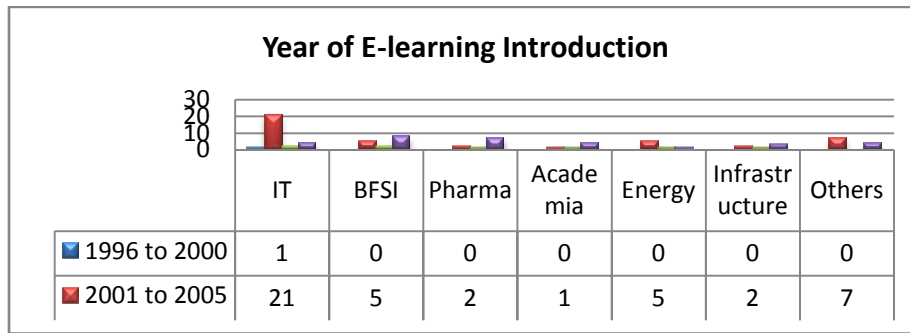 Year of E-learning Introduction
30
20
10
0
IT BFSI Pharma Acade mia Energy Infrastr ucture Others
1996 to 2000 1 0 0 0 0 0 0
2001 to 2005 21 5 2 1 5 2 7